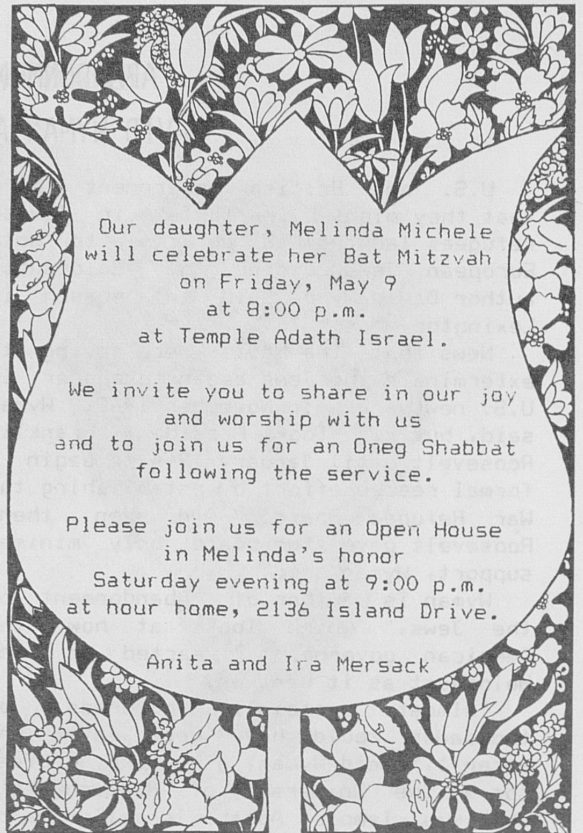 Our daughter, Melinda Michele
will celebrate her Bat Mitzvah
on Friday, May 9
at 8:00 p.m.
at Temple Adath Israel.
We invite you to share in our joy
and worship with us
and to join us for an Oneg Shabbat
following the service.
Please join us for an Open House
in Melinda's honor
Saturday evening at 9:00 p.m.
at hour home, 2136 Island Drive.
Anita and Ira Mersack